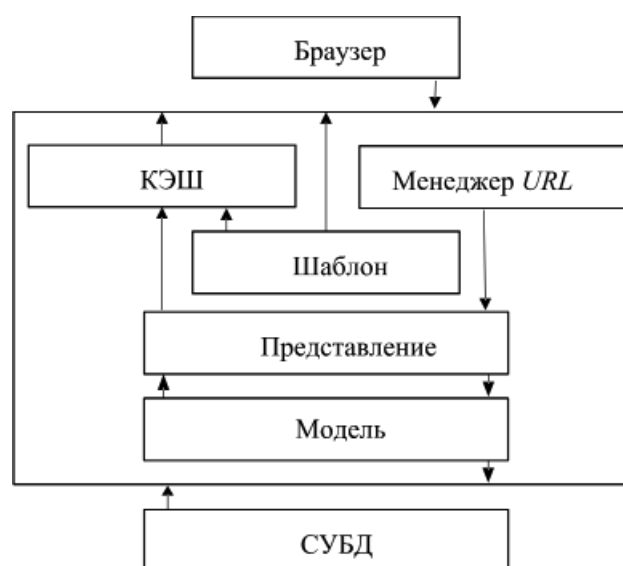 Браузер
КЭШ
Менеджер URL
Шаблон
Представление
Модель
СУБД